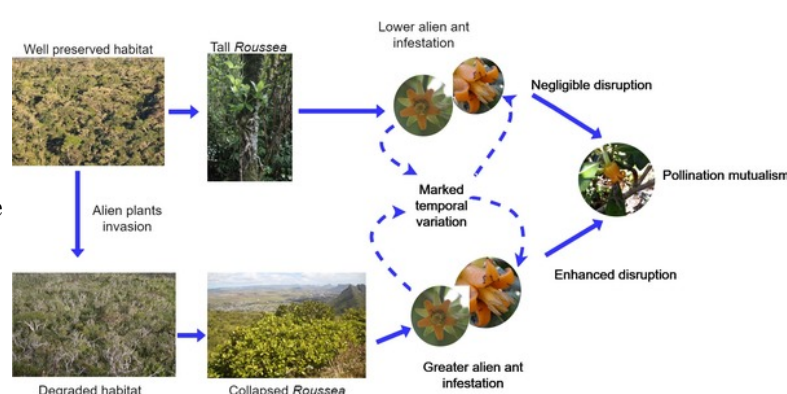 Well preserved habitat
Tall Roussea
Lower alien ant
infestation
Negligible disruption
Marked
temporal
variation
Pollination mutualism
Alien plants
invasion
Enhanced disruption
Greater alien ant
infestation
Degraded habitat
Collapsed Roussea